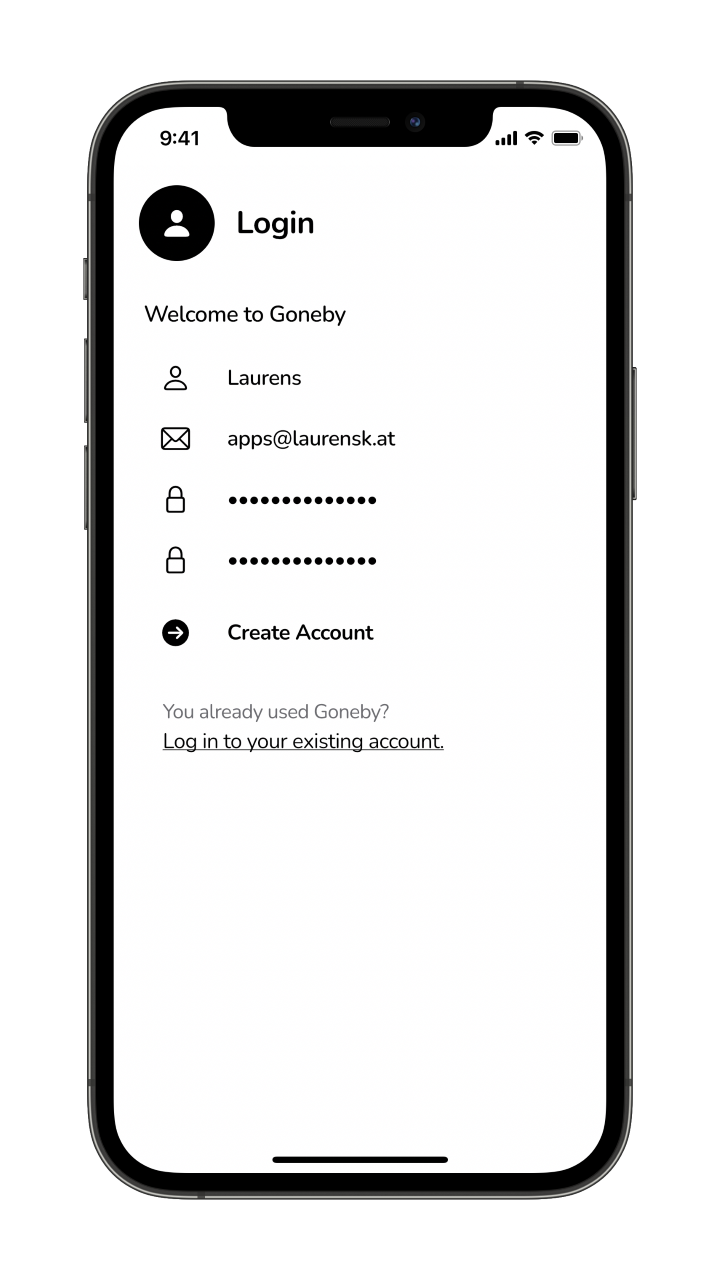 9:41
Login
Welcome to Goneby
Laurens
apps@laurensk.at
••••••••••••••
••••••••••••••
Create Account
You already used Goneby?
Log in to your existing account.